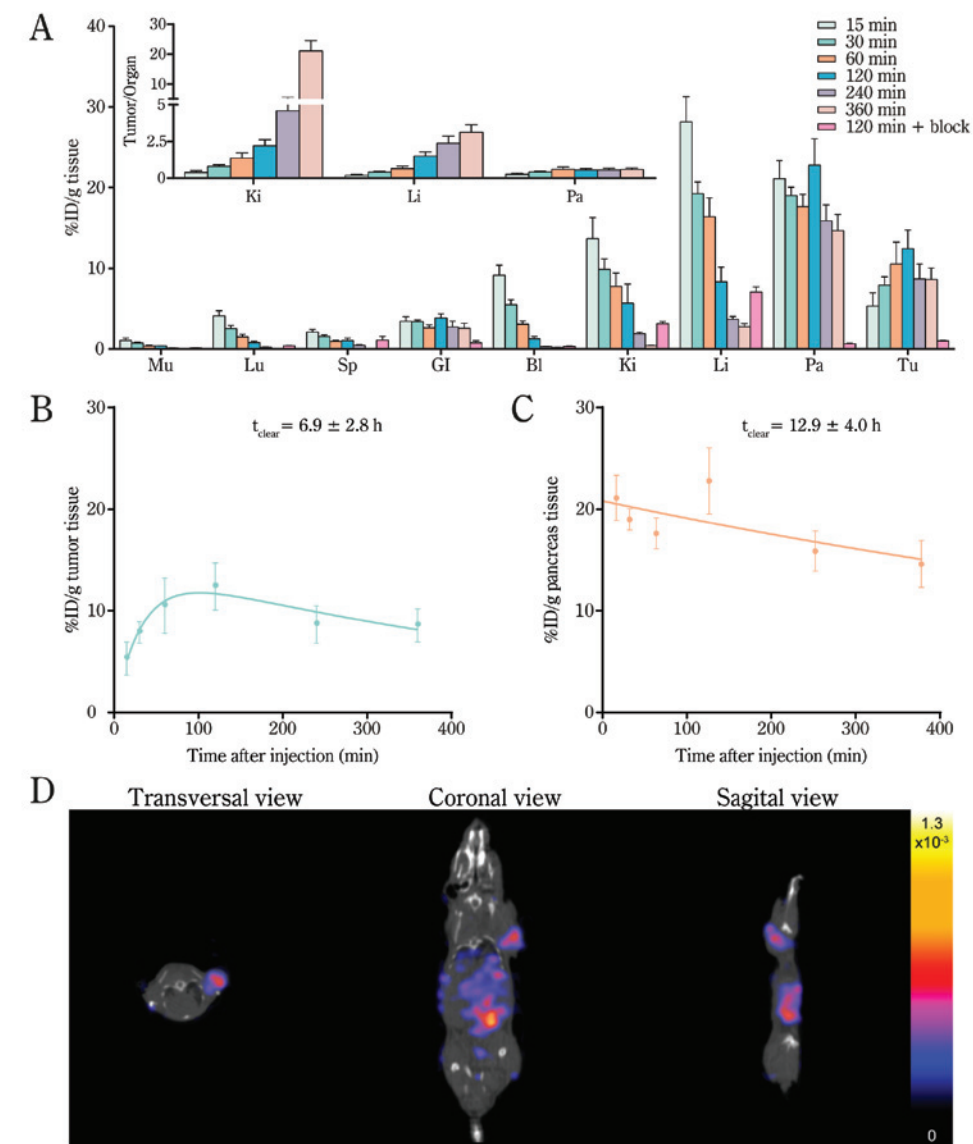 A
40
30
20
10
0
%ID/g tissue
30
20
10
5
2.5
0
Tumor/Organ
Ki Li Pa
15 min
30 min
60 min
120 min
240 min
360 min
120 min + block
Mu Lu Sp GI Bl Ki Li Pa Tu
B
t_clear = 6.9 ± 2.8 h
30
20
10
0
%ID/g tumor tissue
0 100 200 300 400
Time after injection (min)
C
t_clear = 12.9 ± 4.0 h
30
20
10
0
%ID/g pancreas tissue
0 100 200 300 400
Time after injection (min)
D
Transversal view Coronal view Sagital view
1.3
x10⁻³
0